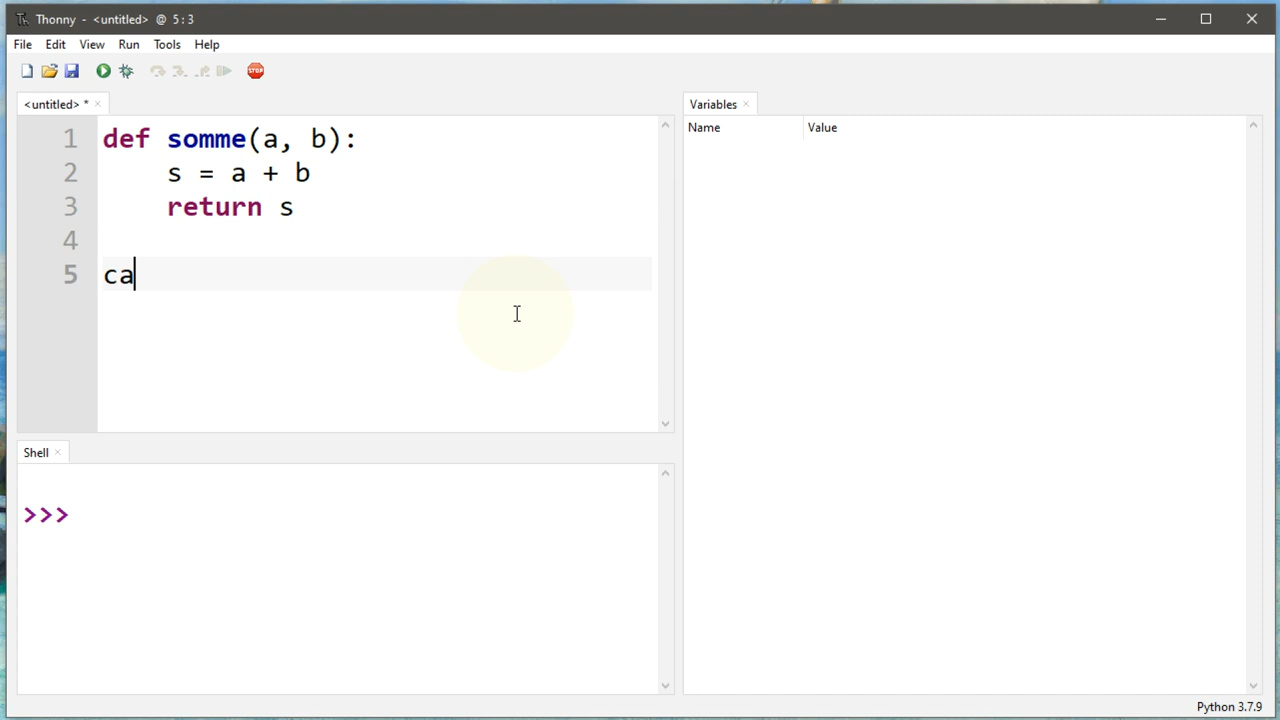 Thonny - <untitled> @ 5:3
File Edit View Run Tools Help
STOP
<untitled> * ×
1 def somme(a, b):
2     s = a + b
3     return s
4
5 ca
Variables ×
Name Value
Shell ×
>>>
Python 3.7.9